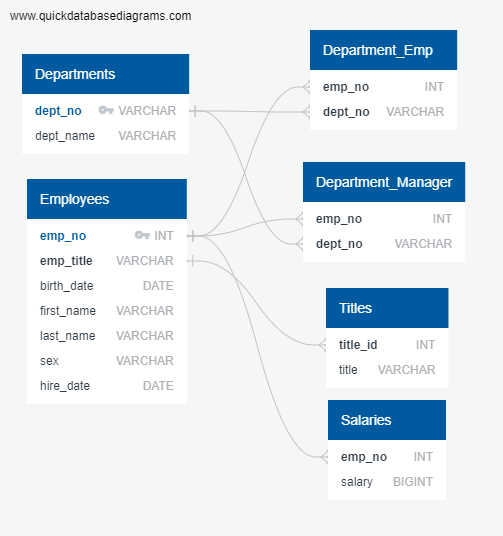 www.quickdatabasediagrams.com
Departments
dept_no VARCHAR
dept_name VARCHAR
Employees
emp_no INT
emp_title VARCHAR
birth_date DATE
first_name VARCHAR
last_name VARCHAR
sex VARCHAR
hire_date DATE
Department_Emp
emp_no INT
dept_no VARCHAR
Department_Manager
emp_no INT
dept_no VARCHAR
Titles
title_id INT
title VARCHAR
Salaries
emp_no INT
salary BIGINT